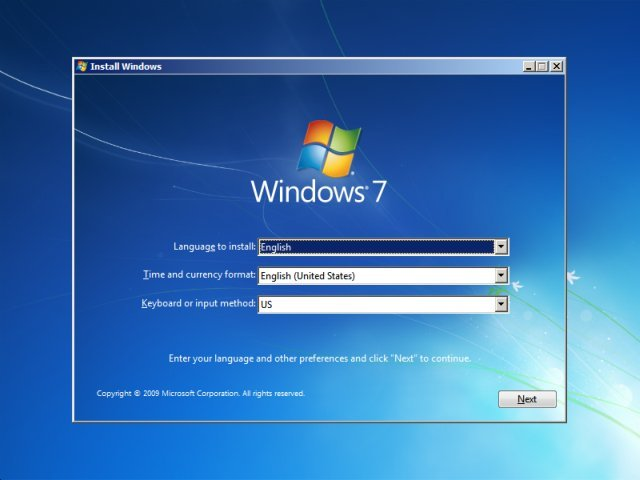 Install Windows
Windows® 7
Language to install: English
Time and currency format: English (United States)
Keyboard or input method: US
Enter your language and other preferences and click "Next" to continue.
Copyright © 2009 Microsoft Corporation. All rights reserved.
Next